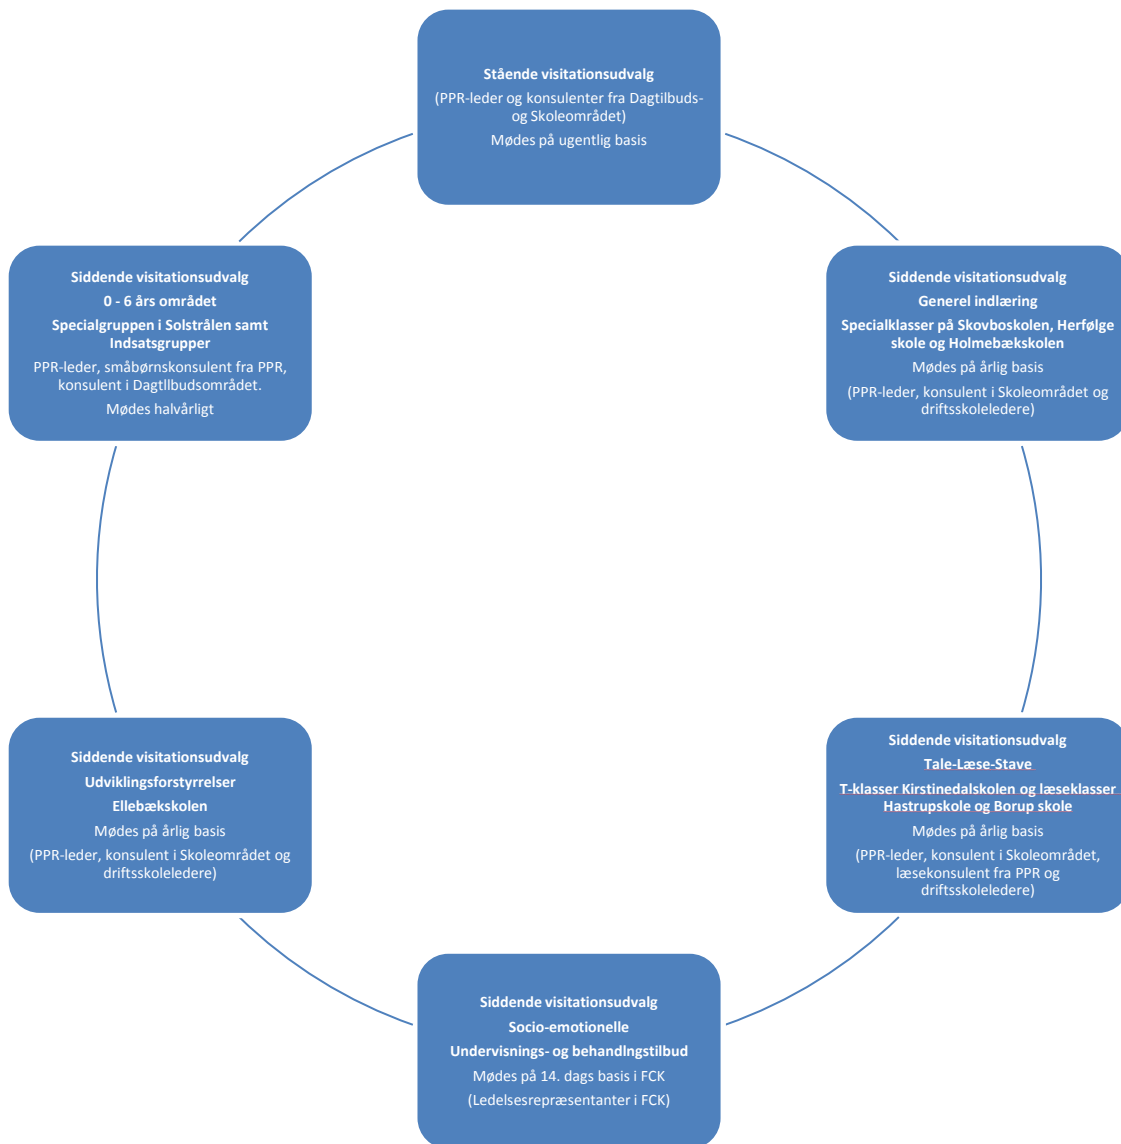 Stående visitationsudvalg
(PPR-leder og konsulenter fra Dagtilbuds-
og Skoleområdet)
Mødes på ugentlig basis
Siddende visitationsudvalg
Generel indlæring
Specialklasser på Skovboskolen, Herfølge
skole og Holmebækskolen
Mødes på årlig basis
(PPR-leder, konsulent i Skoleområdet og
driftsskoleledere)
Siddende visitationsudvalg
Tale-Læse-Stave
T-klasser Kirstinedalskolen og læseklasser
Hastrupskole og Borup skole
Mødes på årlig basis
(PPR-leder, konsulent i Skoleområdet,
læsekonsulent fra PPR og
driftsskoleledere)
Siddende visitationsudvalg
Socio-emotionelle
Undervisnings- og behandlngstilbud
Mødes på 14. dags basis i FCK
(Ledelsesrepræsentanter i FCK)
Siddende visitationsudvalg
Udviklingsforstyrrelser
Ellebækskolen
Mødes på årlig basis
(PPR-leder, konsulent i Skoleområdet og
driftsskoleledere)
Siddende visitationsudvalg
0 - 6 års området
Specialgruppen i Solstrålen samt
Indsatsgrupper
PPR-leder, småbørnskonsulent fra PPR,
konsulent i Dagtllbudsområdet.
Mødes halvårligt